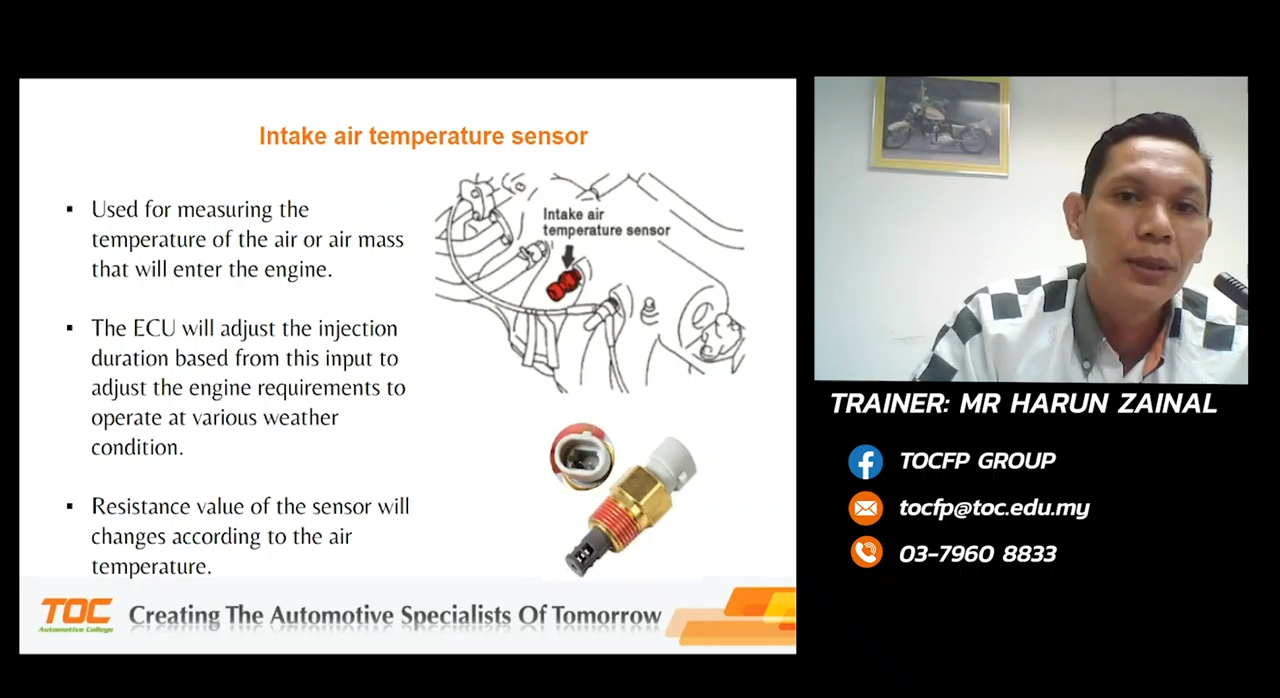 Intake air temperature sensor
▪ Used for measuring the
temperature of the air or air mass
that will enter the engine.
▪ The ECU will adjust the injection
duration based from this input to
adjust the engine requirements to
operate at various weather
condition.
▪ Resistance value of the sensor will
changes according to the air
temperature.
Intake air
temperature sensor
TOC
Automotive College
Creating The Automotive Specialists Of Tomorrow
TRAINER: MR HARUN ZAINAL
TOCFP GROUP
tocfp@toc.edu.my
03-7960 8833